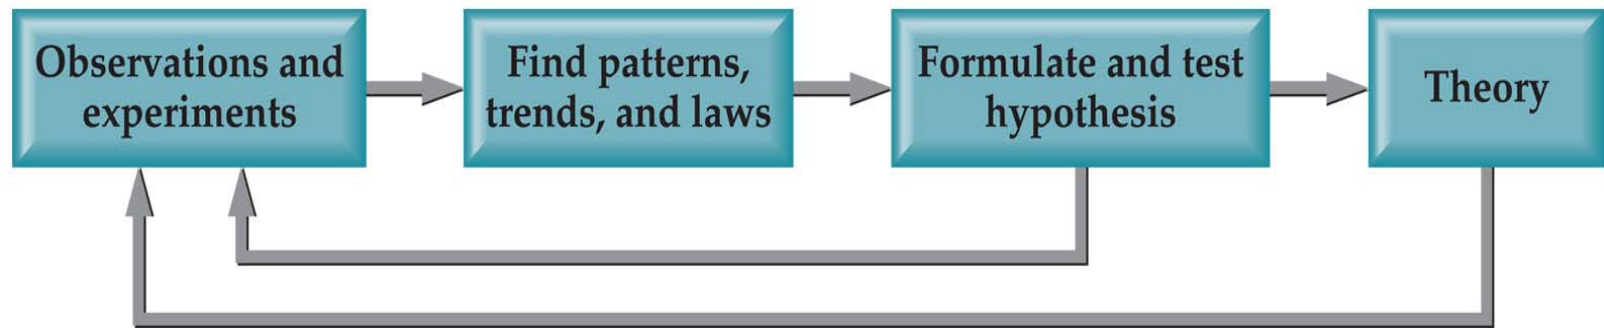 Observations and
experiments
Find patterns,
trends, and laws
Formulate and test
hypothesis
Theory